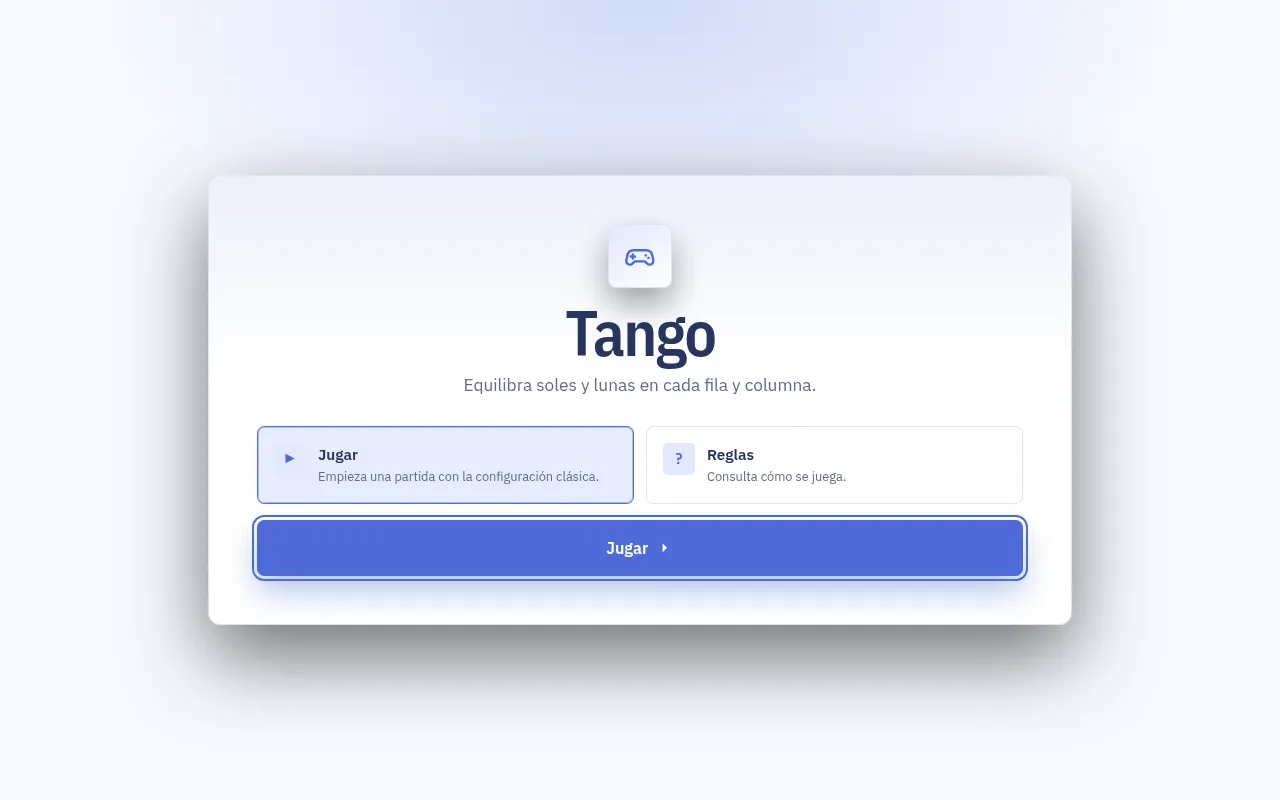 Tango
Equilibra soles y lunas en cada fila y columna.
Jugar
Empieza una partida con la configuración clásica.
?
Reglas
Consulta cómo se juega.
Jugar